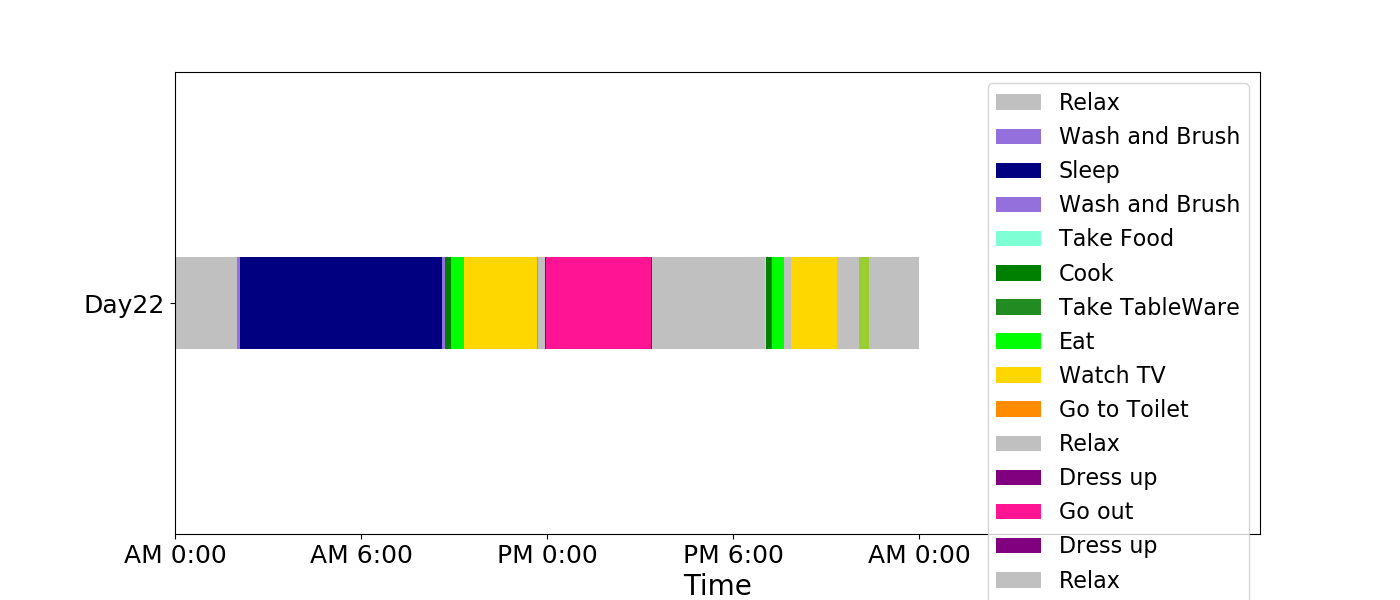 Relax
Wash and Brush
Sleep
Wash and Brush
Take Food
Cook
Take TableWare
Eat
Watch TV
Go to Toilet
Relax
Dress up
Go out
Dress up
Relax
Day22
AM 0:00 AM 6:00 PM 0:00 PM 6:00 AM 0:00
Time